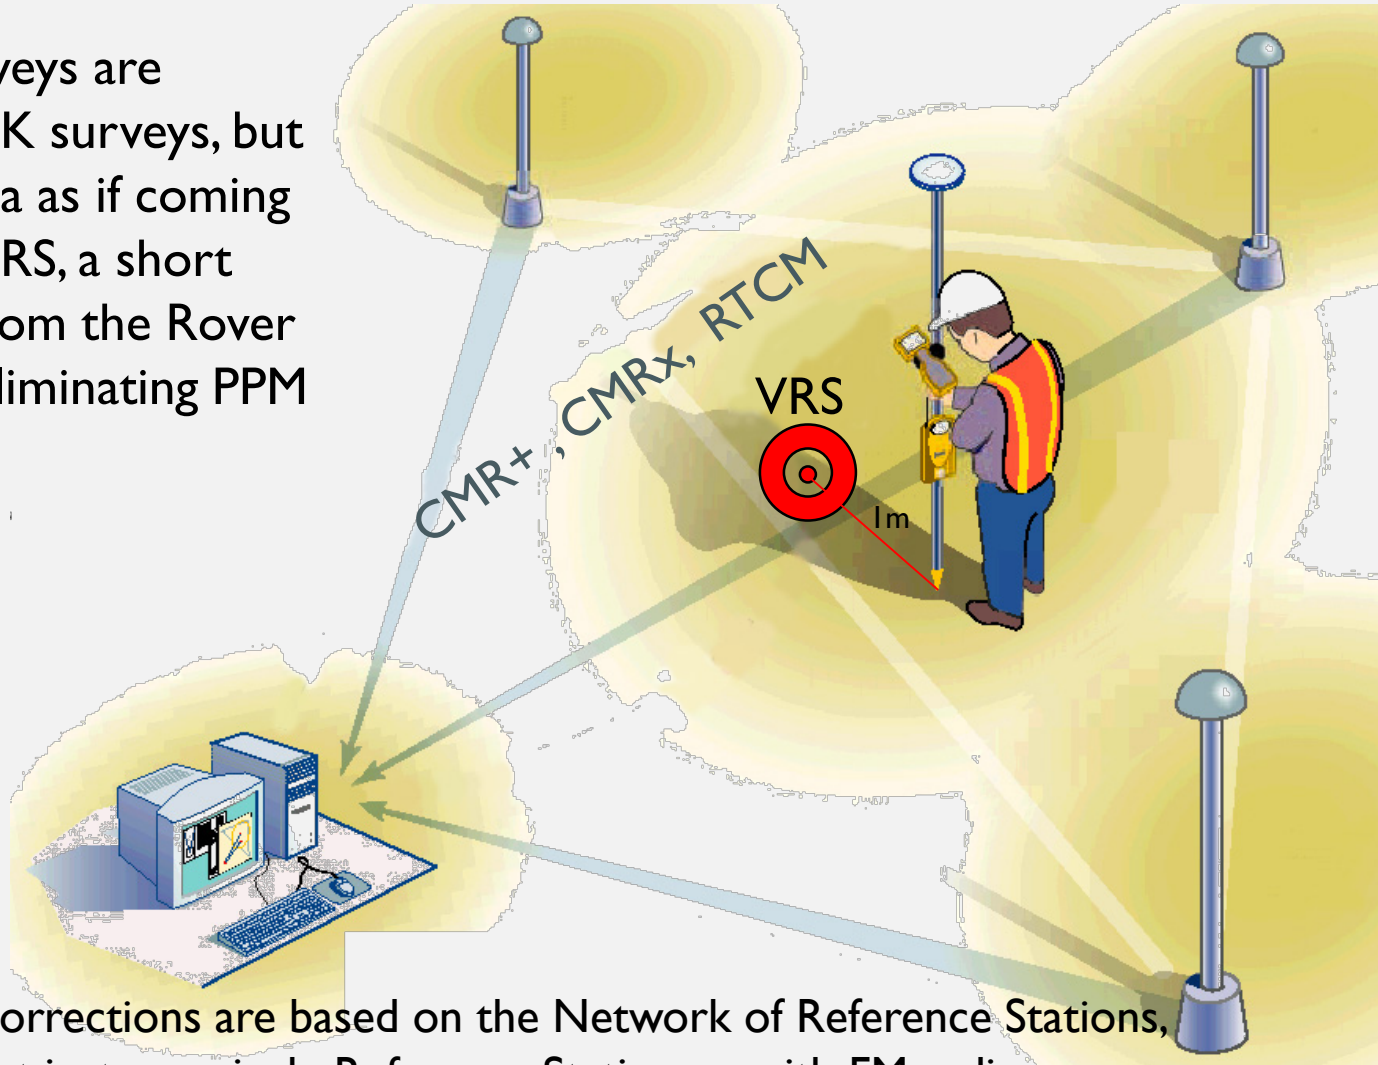 veys are
K surveys, but
a as if coming
RS, a short
om the Rover
liminating PPM
CMR+ , CMRx, RTCM
VRS
1m
orrections are based on the Network of Reference Stations,